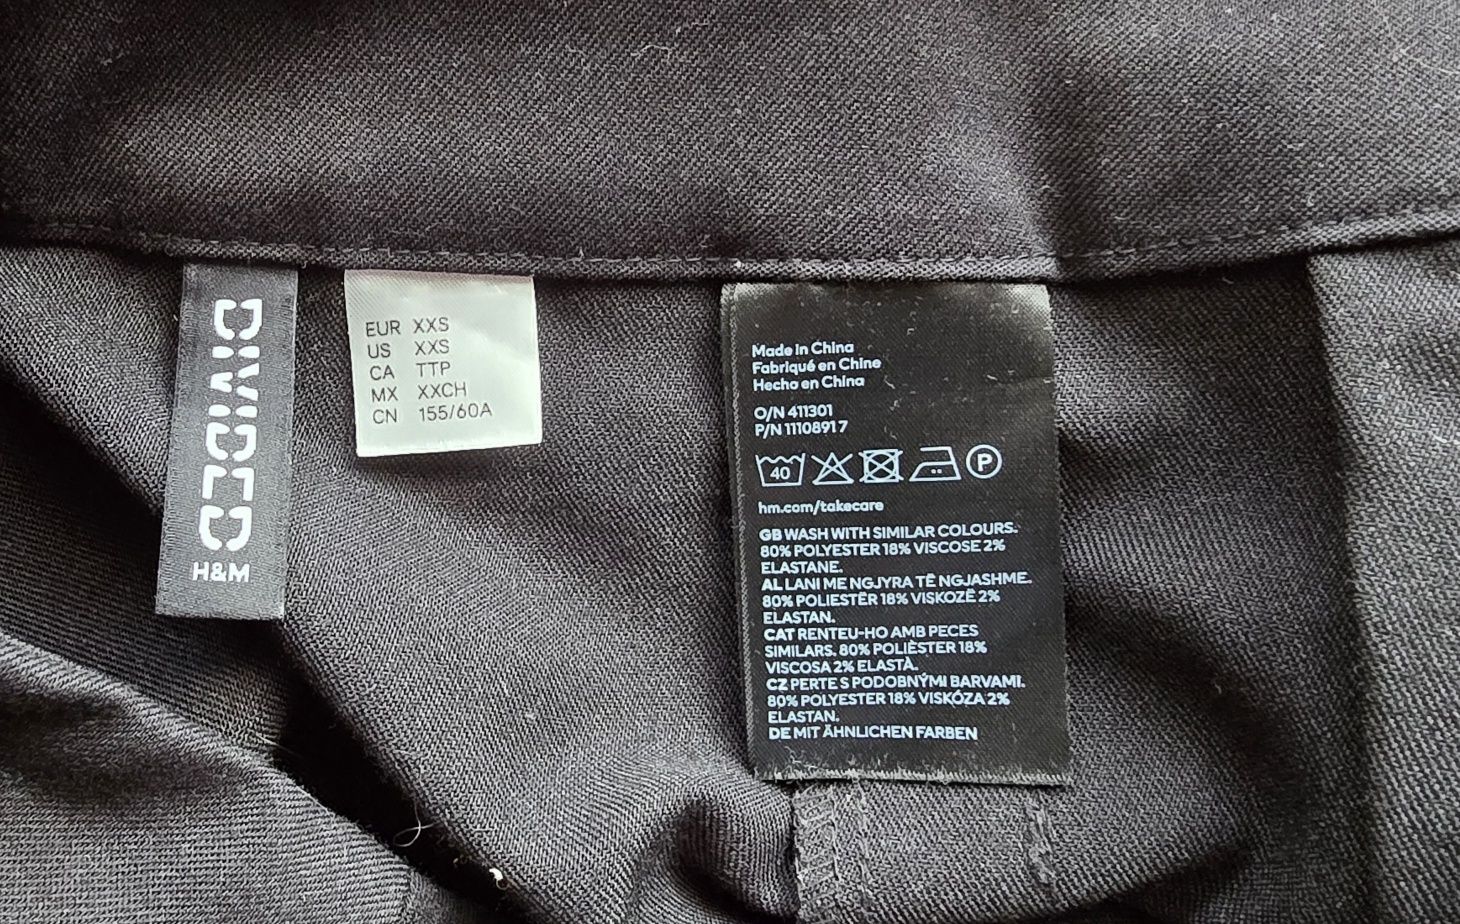 DIVIDED
H&M
EUR XXS
US XXS
CA TTP
MX XXCH
CN 155/60A
Made in China
Fabriqué en Chine
Hecho en China
O/N 411301
P/N 11108917
40
P
hm.com/takecare
GB WASH WITH SIMILAR COLOURS.
80% POLYESTER 18% VISCOSE 2%
ELASTANE.
AL LANI ME NGJYRA TË NGJASHME.
80% POLIESTËR 18% VISKOZË 2%
ELASTAN.
CAT RENTEU-HO AMB PECES
SIMILARS. 80% POLIÈSTER 18%
VISCOSA 2% ELASTÀ.
CZ PERTE S PODOBNÝMI BARVAMI.
80% POLYESTER 18% VISKÓZA 2%
ELASTAN.
DE MIT ÄHNLICHEN FARBEN